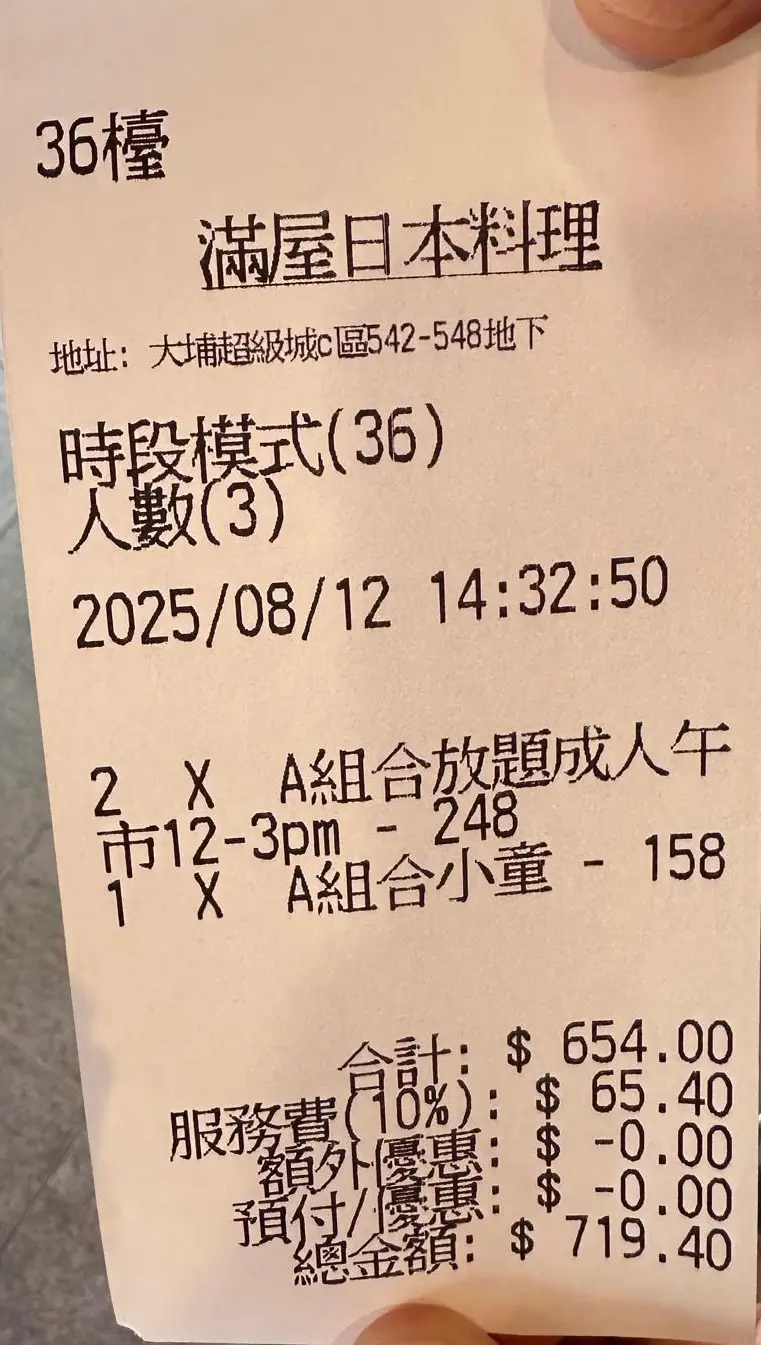 36檯
滿屋日本料理
地址: 大埔超級城c區542-548地下
時段模式(36)
人數(3)
2025/08/12 14:32:50
2 X A組合放題成人午
市12-3pm - 248
1 X A組合小童 - 158
合計: $ 654.00
服務費(10%): $ 65.40
額外優惠: $ -0.00
預付/優惠: $ -0.00
總金額: $ 719.40